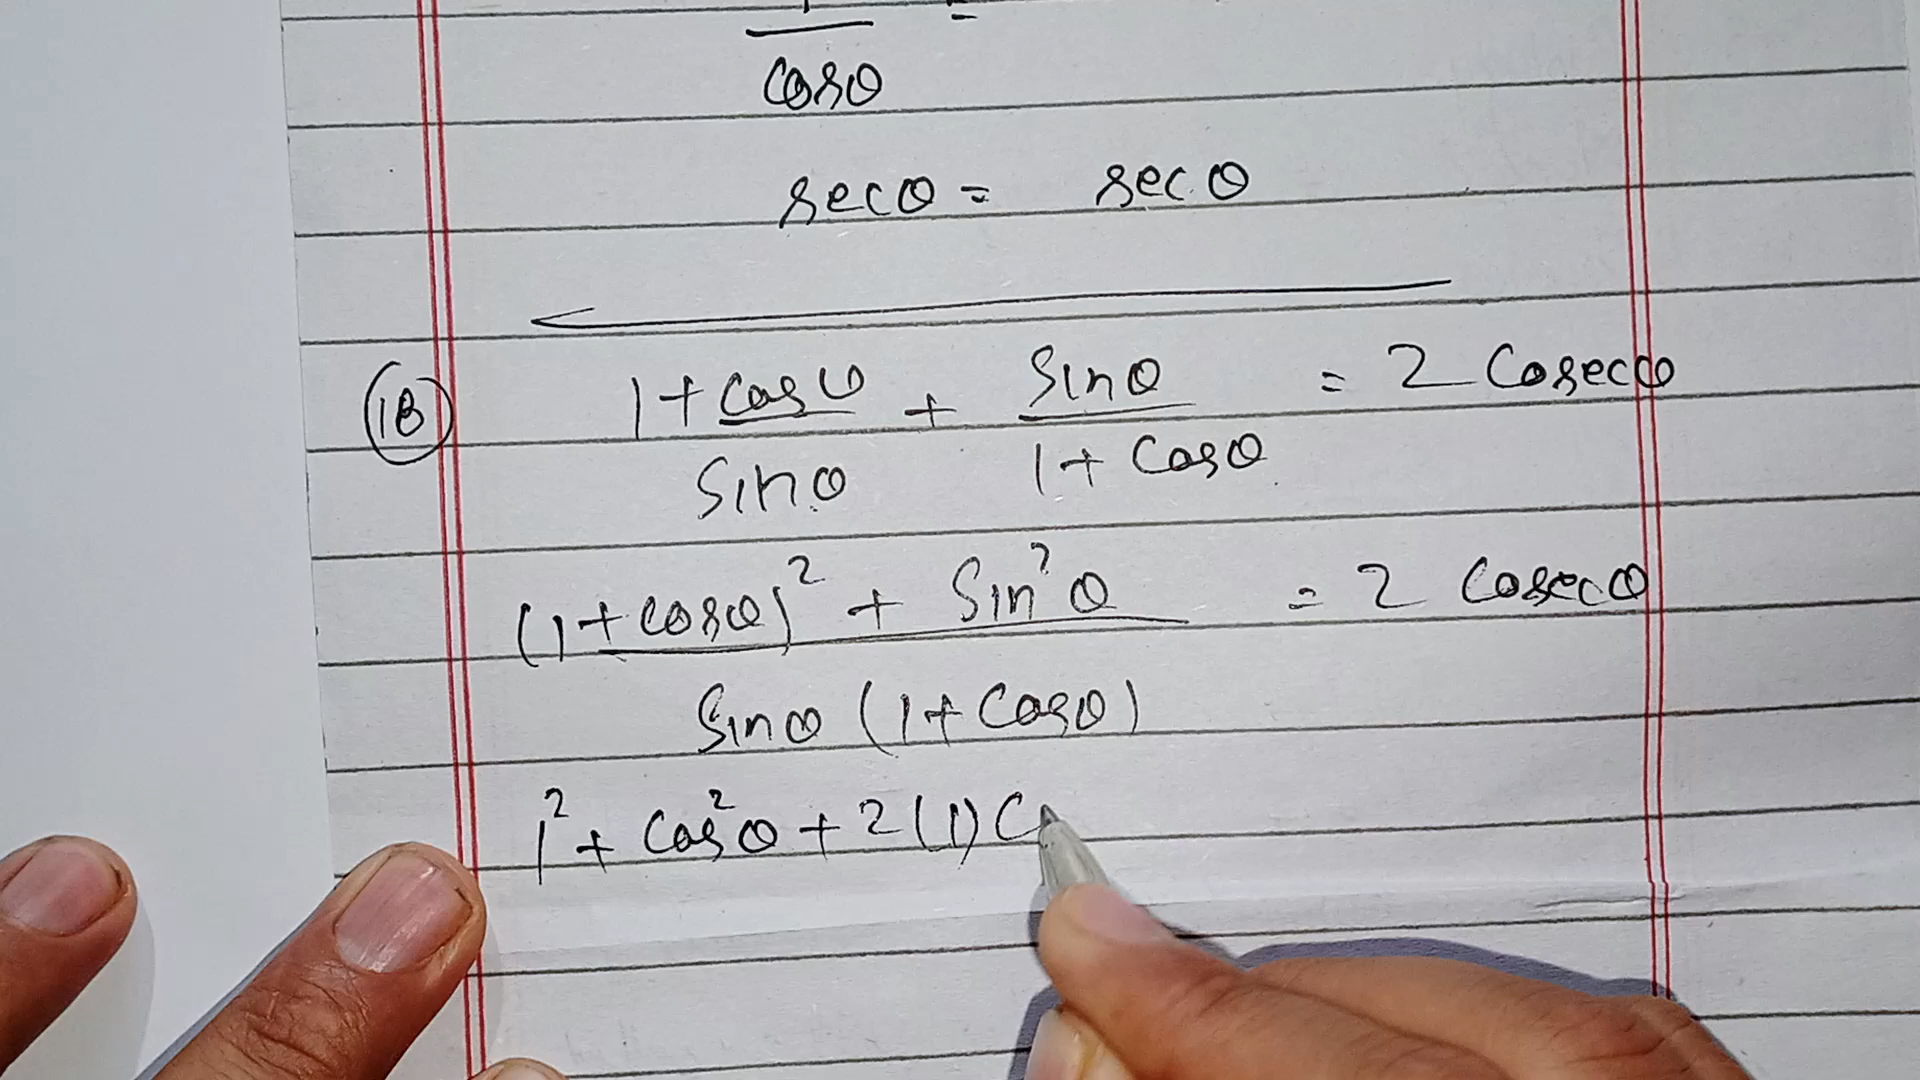 cosθ
secθ = secθ
18 1+cosθ/sinθ + sinθ/1+cosθ = 2 cosecθ
(1+cosθ)² + sin²θ = 2 cosecθ
sinθ (1+cosθ)
1² + cos²θ + 2(1)C